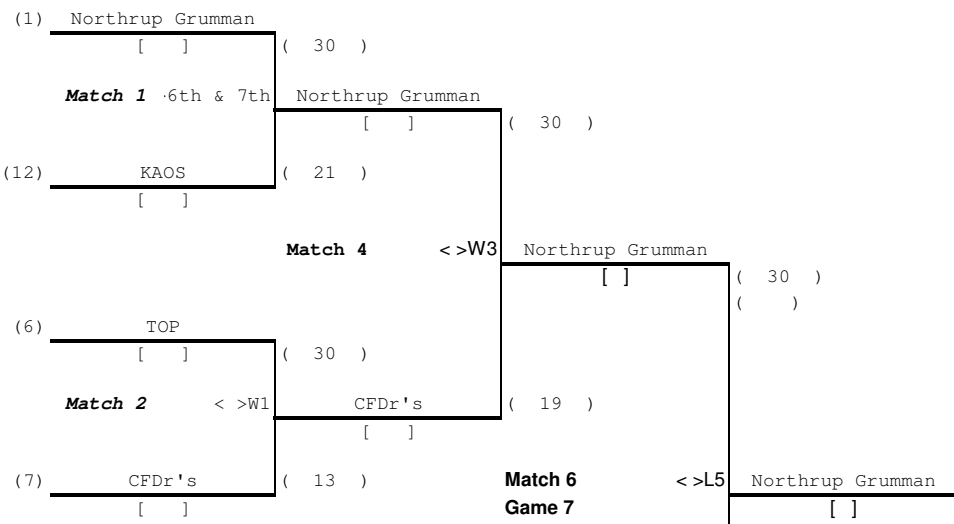 (1) Northrup Grumman
[ ] ( 30 )
Match 1 ·6th & 7th Northrup Grumman
[ ] ( 30 )
(12) KAOS ( 21 )
[ ]
Match 4 < >W3 Northrup Grumman
[ ] ( 30 )
( )
(6) TOP
[ ] ( 30 )
Match 2 < >W1 CFDr's ( 19 )
[ ]
(7) CFDr's ( 13 ) Match 6 < >L5 Northrup Grumman
[ ] Game 7 [ ]